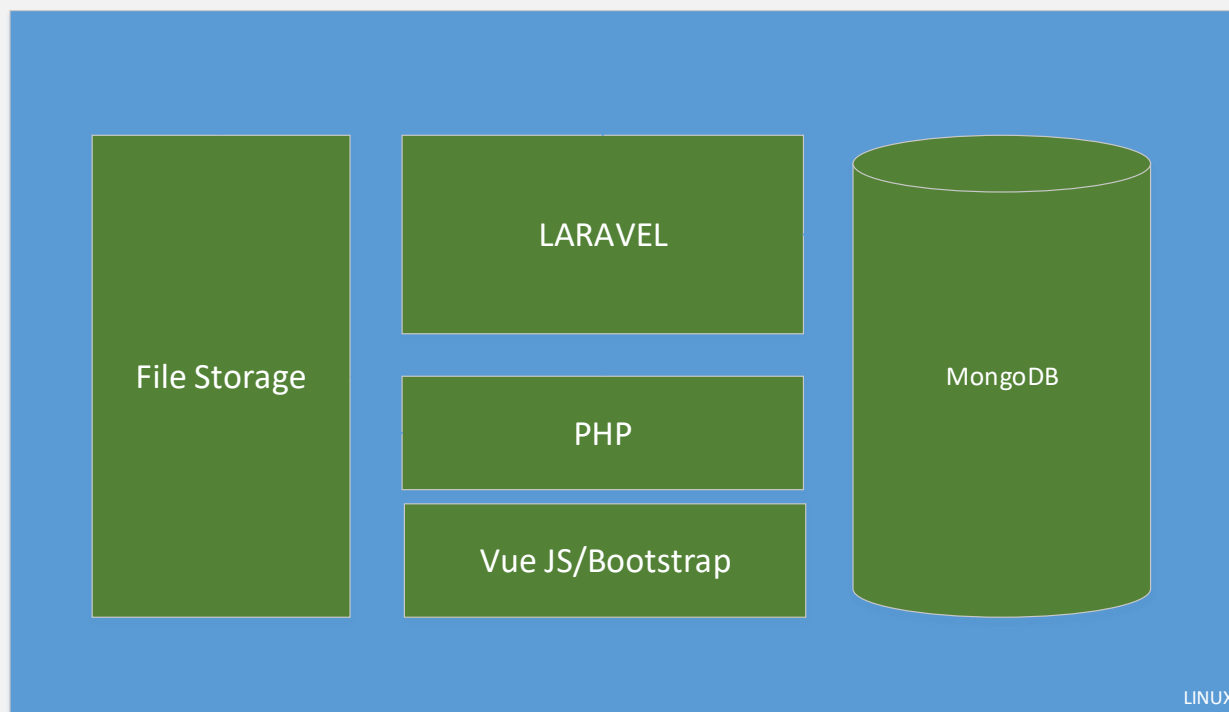 LARAVEL
File Storage
MongoDB
PHP
Vue JS/Bootstrap
LINUX